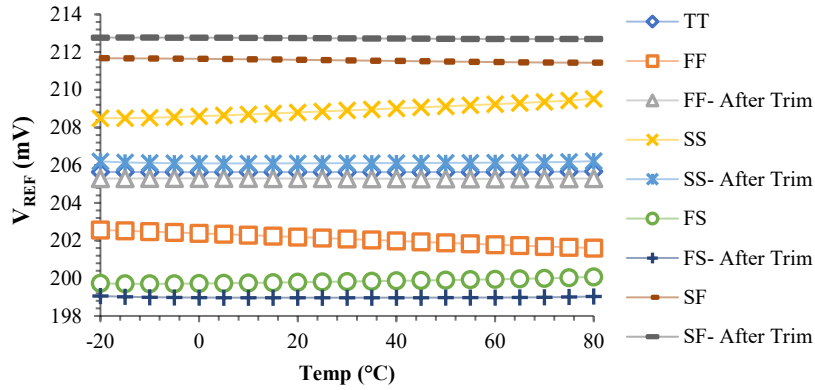 214
212
210
208
206
204
202
200
198
V_REF (mV)
-20 0 20 40 60 80
Temp (°C)
TT
FF
FF- After Trim
SS
SS- After Trim
FS
FS- After Trim
SF
SF- After Trim